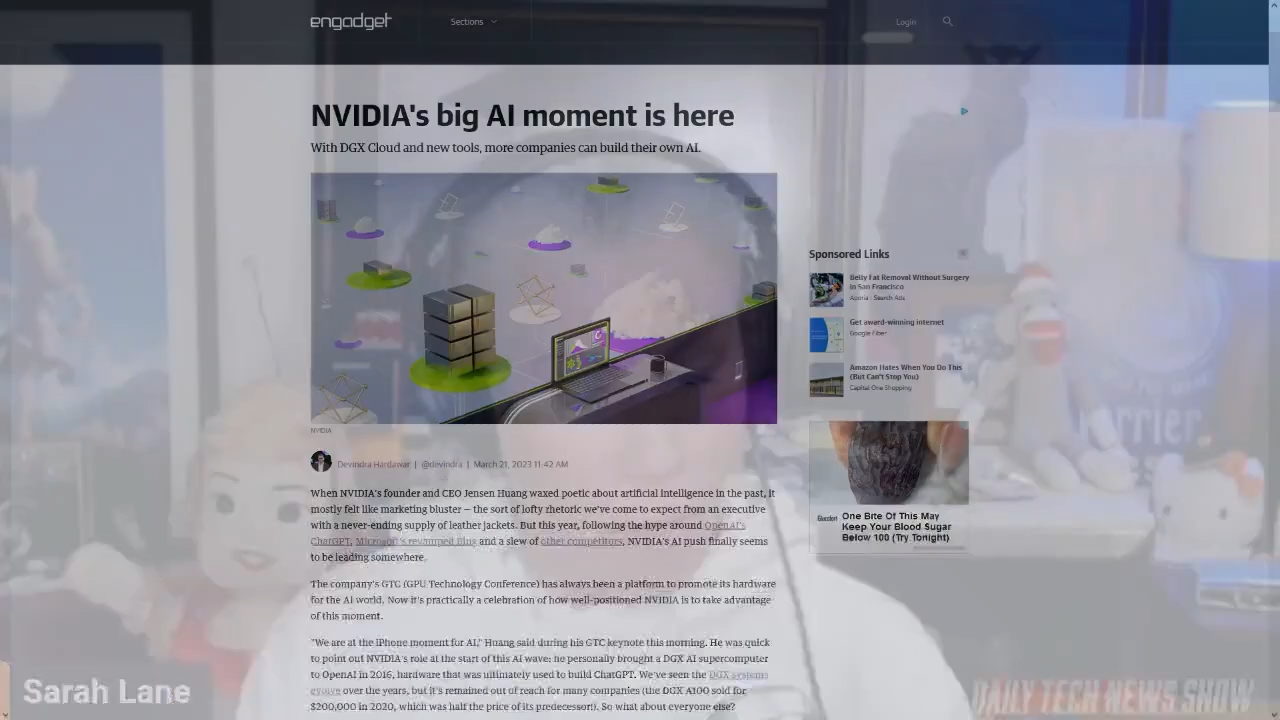 engadget
Sections
Login
NVIDIA's big AI moment is here
With DGX Cloud and new tools, more companies can build their own AI.
NVIDIA
Devindra Hardawar | @devindra | March 21, 2023 11:42 AM
When NVIDIA's founder and CEO Jensen Huang waxed poetic about artificial intelligence in the past, it
mostly felt like marketing bluster — the sort of lofty rhetoric we've come to expect from an executive
with a never-ending supply of leather jackets. But this year, following the hype around OpenAI's
ChatGPT, Microsoft's revamped Bing and a slew of other competitors, NVIDIA's AI push finally seems
to be leading somewhere.
The company's GTC (GPU Technology Conference) has always been a platform to promote its hardware
for the AI world. Now it's practically a celebration of how well-positioned NVIDIA is to take advantage
of this moment.
"We are at the iPhone moment for AI," Huang said during his GTC keynote this morning. He was quick
to point out NVIDIA's role at the start of this AI wave: he personally brought a DGX AI supercomputer
to OpenAI in 2016, hardware that was ultimately used to build ChatGPT. We've seen the DGX systems
evolve over the years, but it's remained out of reach for many companies (the DGX A100 sold for
$200,000 in 2020, which was half the price of its predecessor!). So what about everyone else?
Sponsored Links
Belly Fat Removal Without Surgery
in San Francisco
Aporia - Search Ads
Get award-winning internet
Google Fiber
Amazon Hates When You Do This
(But Can't Stop You)
Capital One Shopping
One Bite Of This May
Keep Your Blood Sugar
Below 100 (Try Tonight)
Sarah Lane
DAILY TECH NEWS SHOW